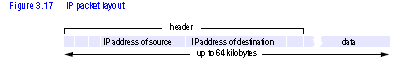 Figure 3.17 IP packet layout
header
IP address of source IP address of destination data
up to 64 kilobytes